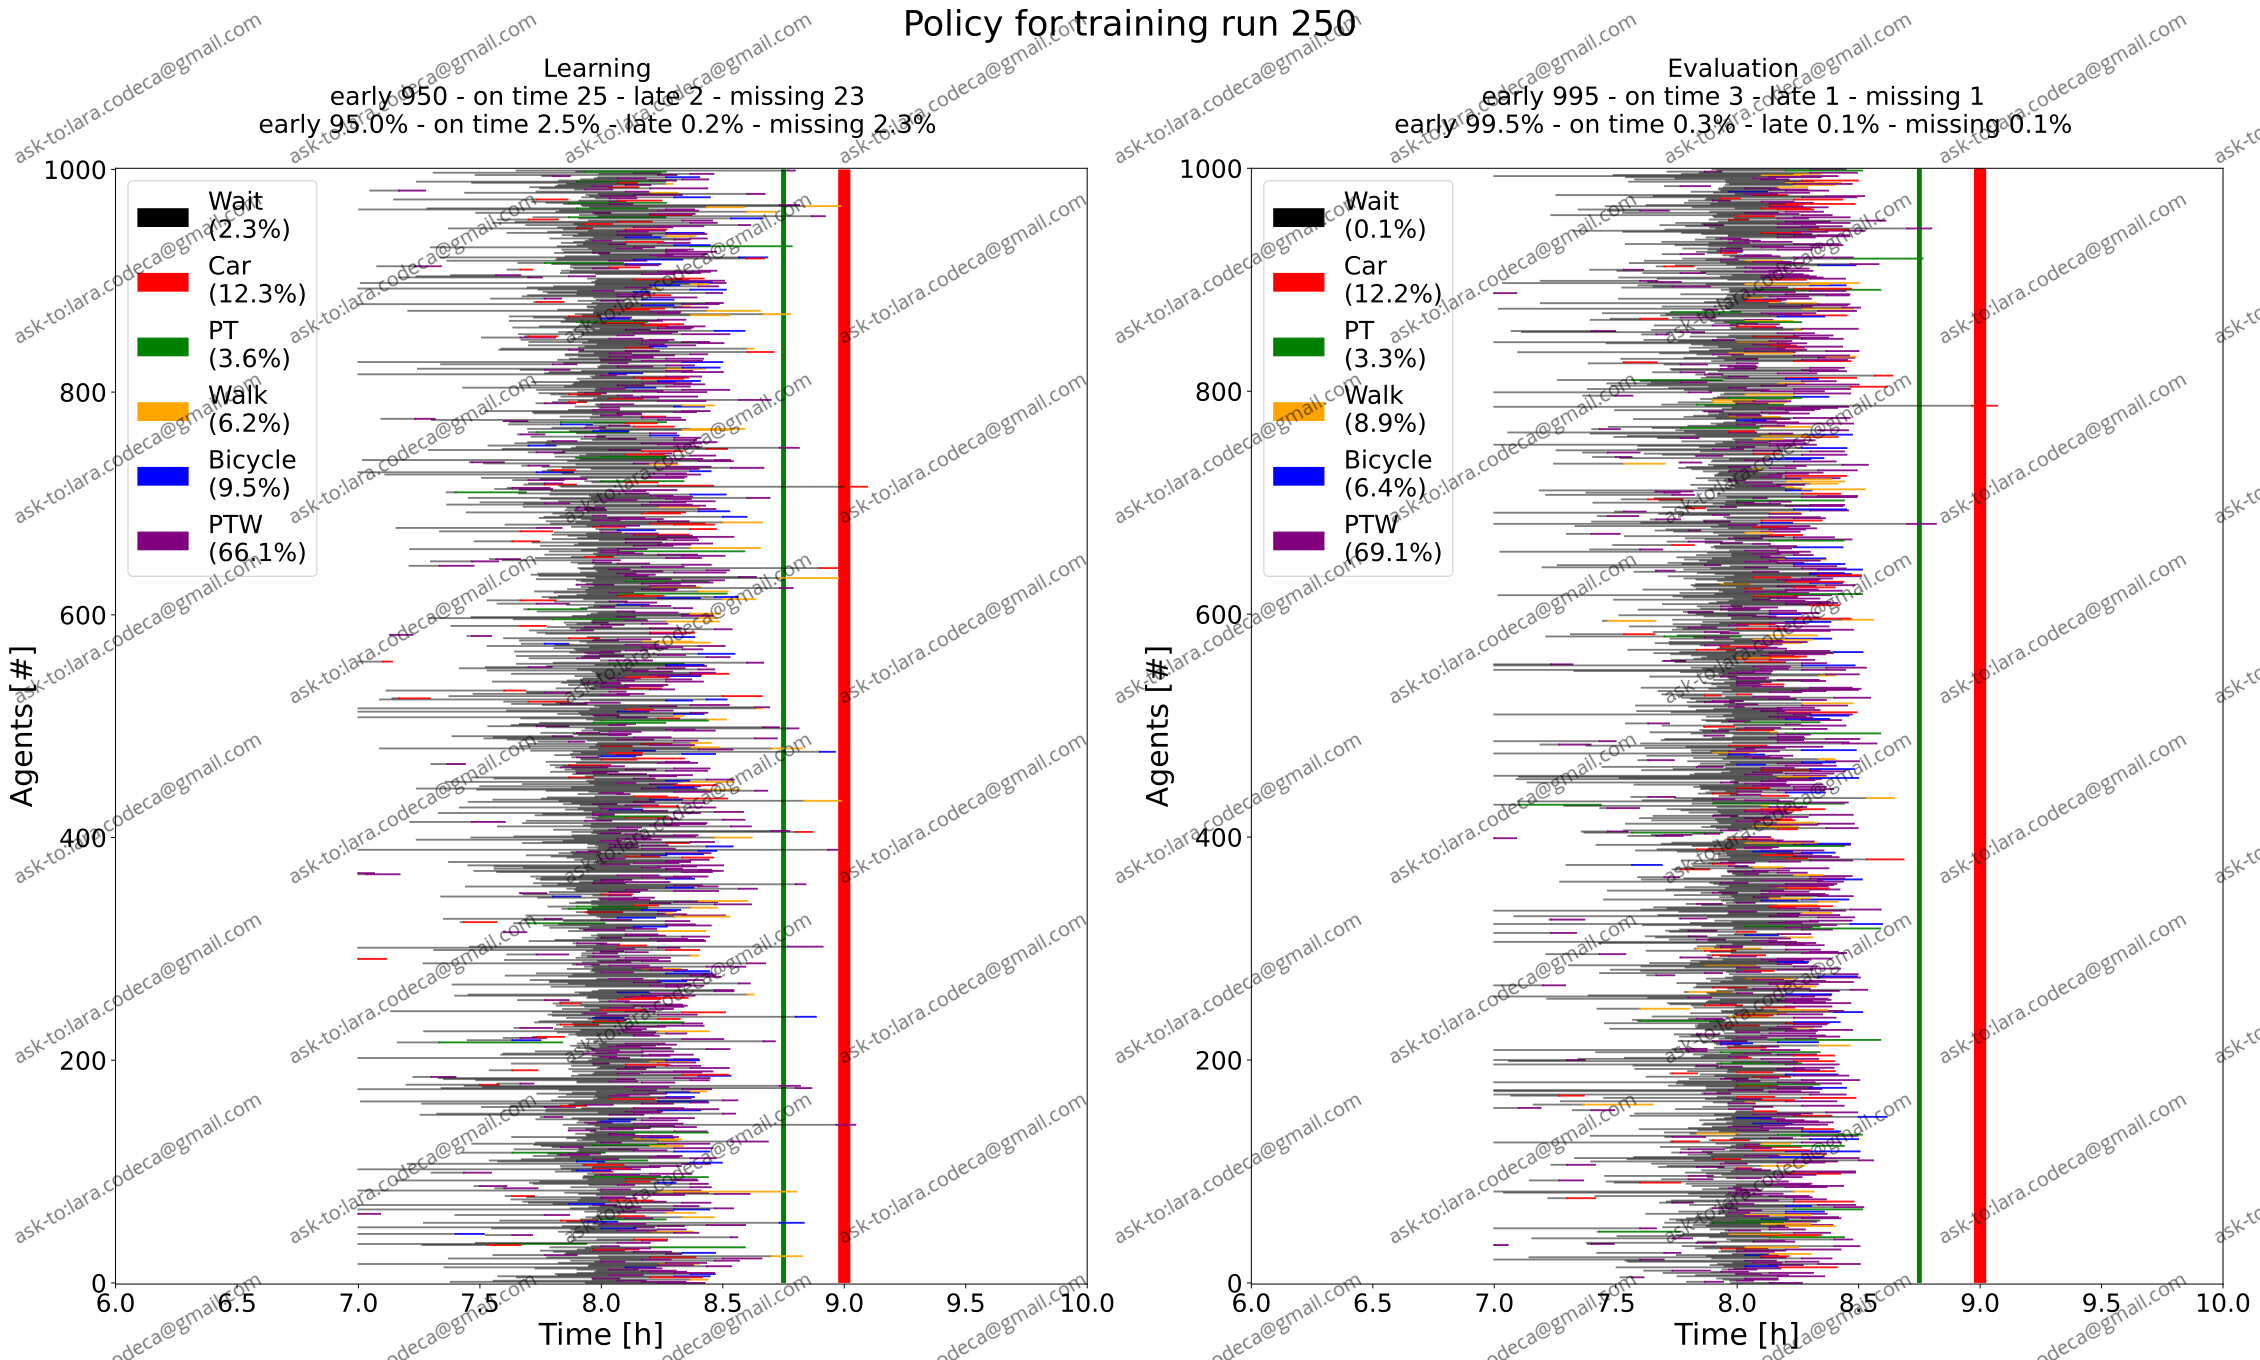 Policy for training run 250
Learning
early 950 - on time 25 - late 2 - missing 23
early 95.0% - on time 2.5% - late 0.2% - missing 2.3%
Agents [#]
1000
800
600
400
200
0
Wait
(2.3%)
Car
(12.3%)
PT
(3.6%)
Walk
(6.2%)
Bicycle
(9.5%)
PTW
(66.1%)
6.0 6.5 7.0 7.5 8.0 8.5 9.0 9.5 10.0
Time [h]
Evaluation
early 995 - on time 3 - late 1 - missing 1
early 99.5% - on time 0.3% - late 0.1% - missing 0.1%
Agents [#]
1000
800
600
400
200
0
Wait
(0.1%)
Car
(12.2%)
PT
(3.3%)
Walk
(8.9%)
Bicycle
(6.4%)
PTW
(69.1%)
6.0 6.5 7.0 7.5 8.0 8.5 9.0 9.5 10.0
Time [h]
ask-to:lara.codeca@gmail.com